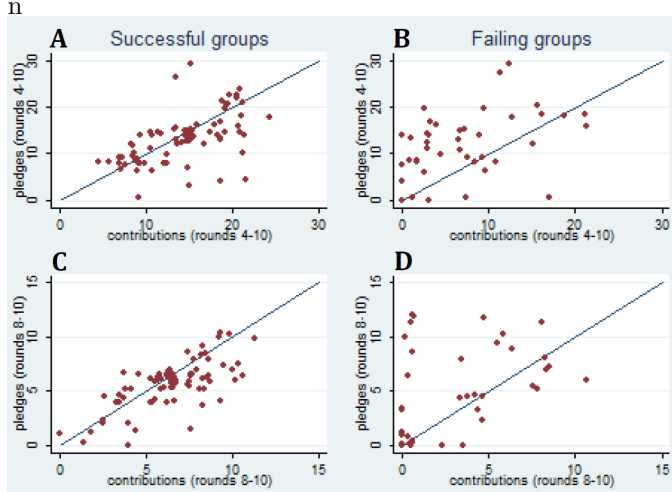 n
A Successful groups
B Failing groups
pledges (rounds 4-10)
0 10 20 30
0 10 20 30
contributions (rounds 4-10)
pledges (rounds 4-10)
0 10 20 30
0 10 20 30
contributions (rounds 4-10)
C
D
pledges (rounds 8-10)
0 5 10 15
0 5 10 15
contributions (rounds 8-10)
pledges (rounds 8-10)
0 5 10 15
0 5 10 15
contributions (rounds 8-10)